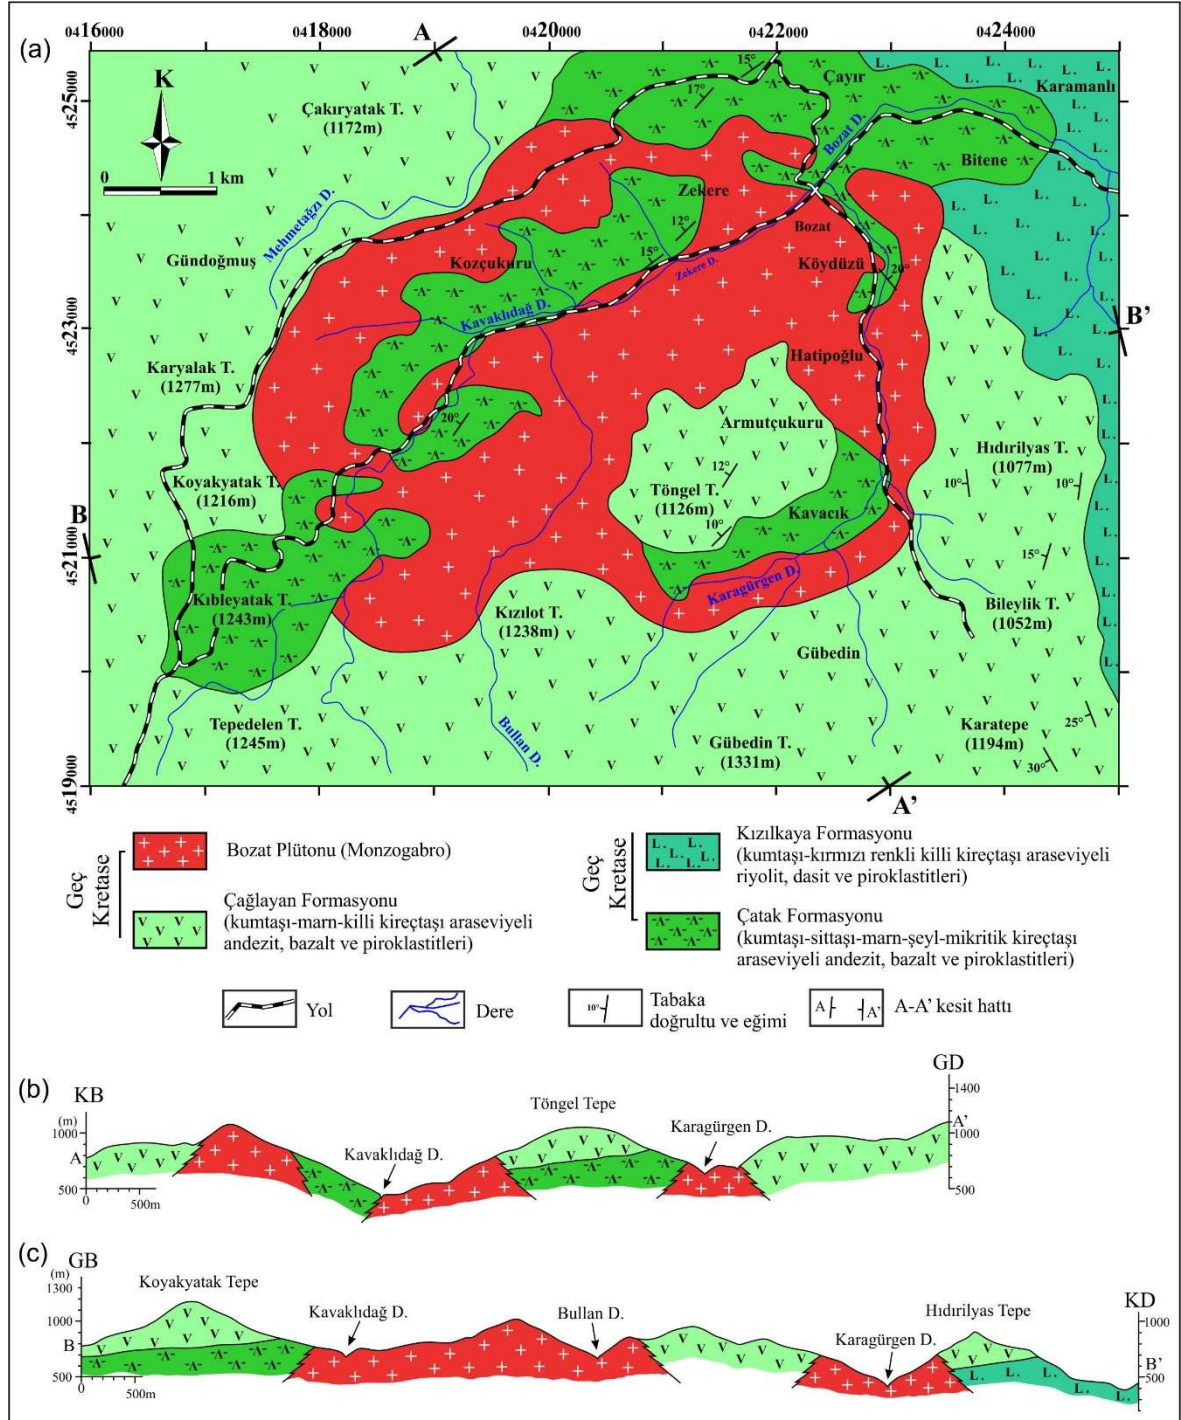 (a)
0416000
0418000
A
0420000
0422000
0424000
4525000
4523000
4521000
4519000
K
0 1 km
Çakıryatak T.
(1172m)
Çayır
Karamanlı
15°
17°
Bozat D.
Bitene
Mehmetağzı D.
Zekere
12°
15°
Bozat
Gündoğmuş
Kozçukuru
Zekere D.
Köydüzü
20°
Kavaklıdağ D.
B'
Karyalak T.
(1277m)
Hatipoğlu
20°
Armutçukuru
Hıdırilyas T.
(1077m)
Koyakyatak T.
(1216m)
12°
Töngel T.
(1126m)
10°
10°
10°
B
Kavacık
15°
Kıbleyatak T.
(1243m)
Karagürgen D.
Kızılot T.
(1238m)
Bileylik T.
(1052m)
Gübedin
Tepedelen T.
(1245m)
Bullan D.
Gübedin T.
(1331m)
Karatepe
(1194m)
25°
30°
A'
Geç
Kretase
Bozat Plütonu (Monzogabro)
Çağlayan Formasyonu
(kumtaşı-marn-killi kireçtaşı araseviyeli
andezit, bazalt ve piroklastitleri)
Geç
Kretase
Kızılkaya Formasyonu
(kumtaşı-kırmızı renkli killi kireçtaşı araseviyeli
riyolit, dasit ve piroklastitleri)
Çatak Formasyonu
(kumtaşı-sittaşı-marn-şeyl-mikritik kireçtaşı
araseviyeli andezit, bazalt ve piroklastitleri)
Yol
Dere
10°
Tabaka
doğrultu ve eğimi
A A'
A-A' kesit hattı
(b)
KB
GD
(m)
1000
A
500
0 500m
Kavaklıdağ D.
Töngel Tepe
Karagürgen D.
1400
A'
1000
500
(c)
GB
KD
(m)
1300
1000
B
500
0 500m
Koyakyatak Tepe
Kavaklıdağ D.
Bullan D.
Hıdırilyas Tepe
Karagürgen D.
1000
B'
500